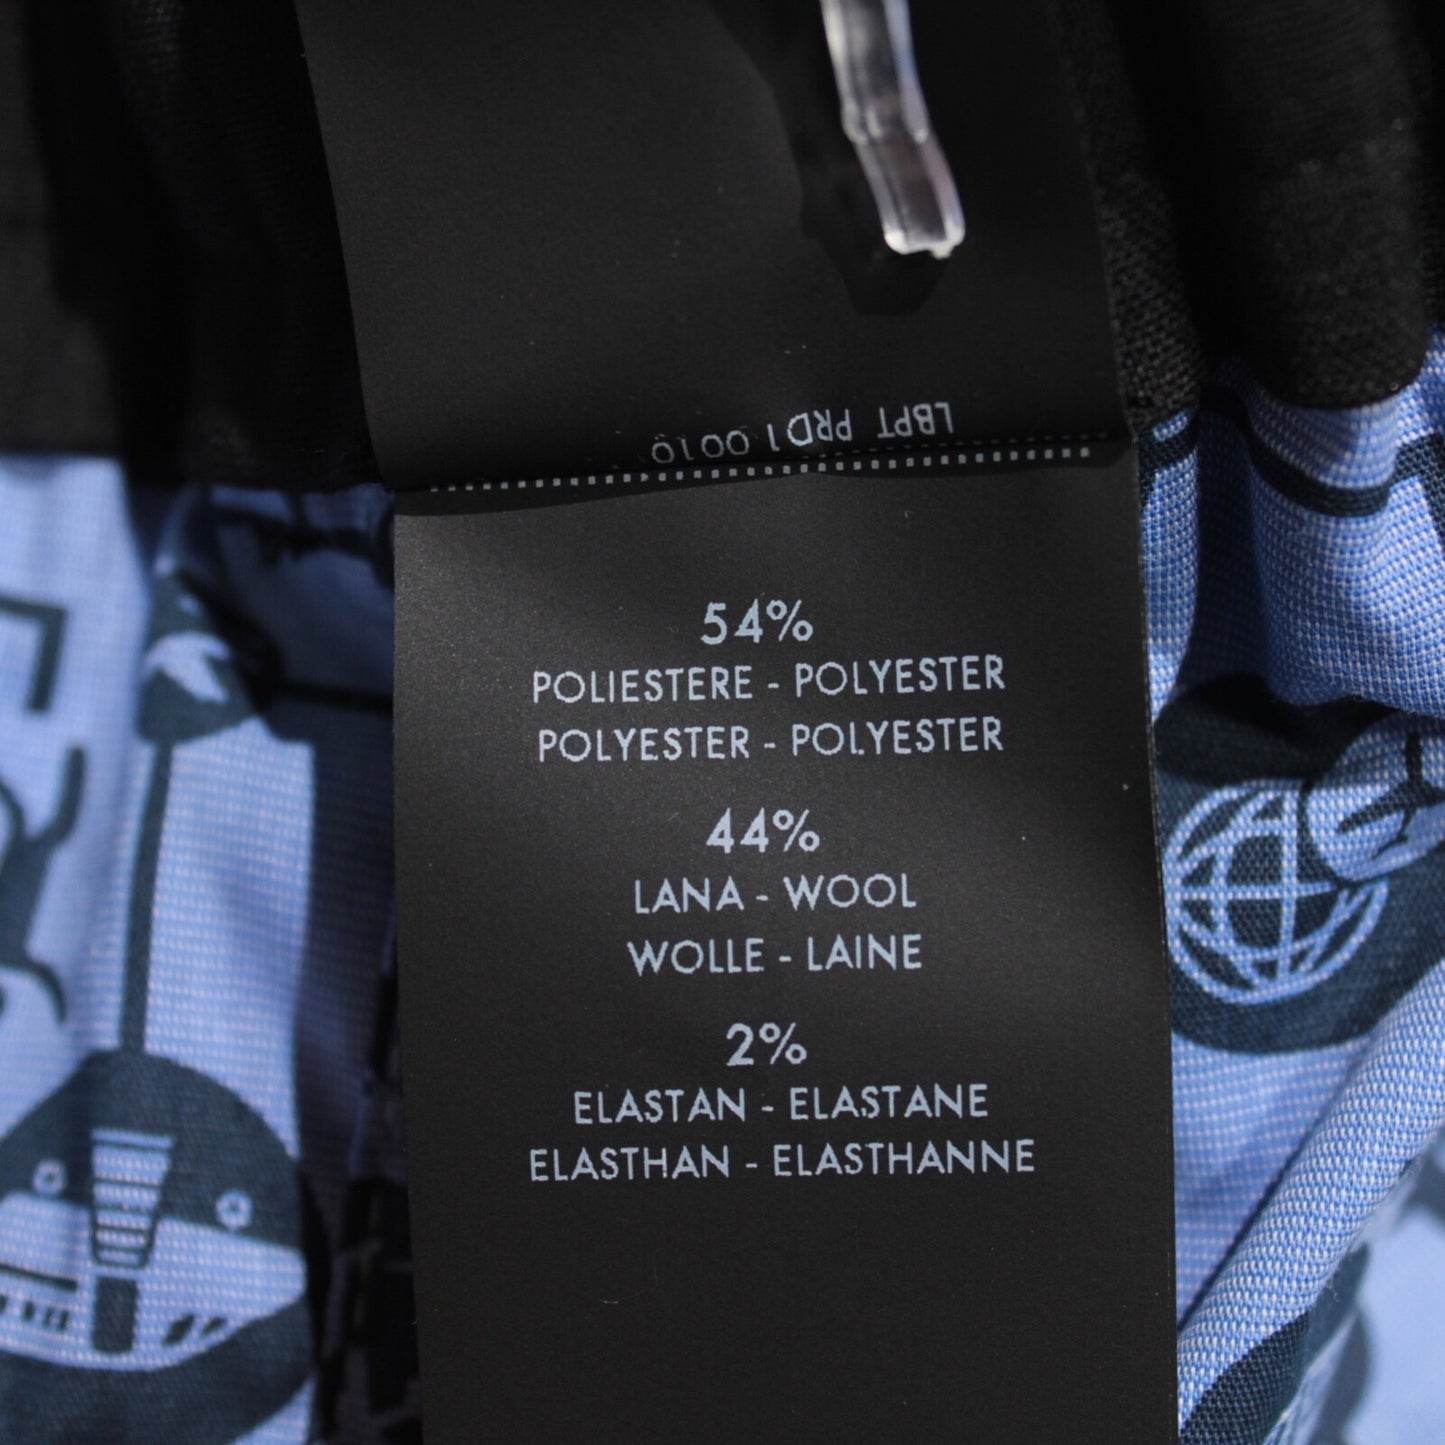 LBPT PRD1 0010
54%
POLIESTERE - POLYESTER
POLYESTER - POLYESTER
44%
LANA - WOOL
WOLLE - LAINE
2%
ELASTAN - ELASTANE
ELASTHAN - ELASTHANNE